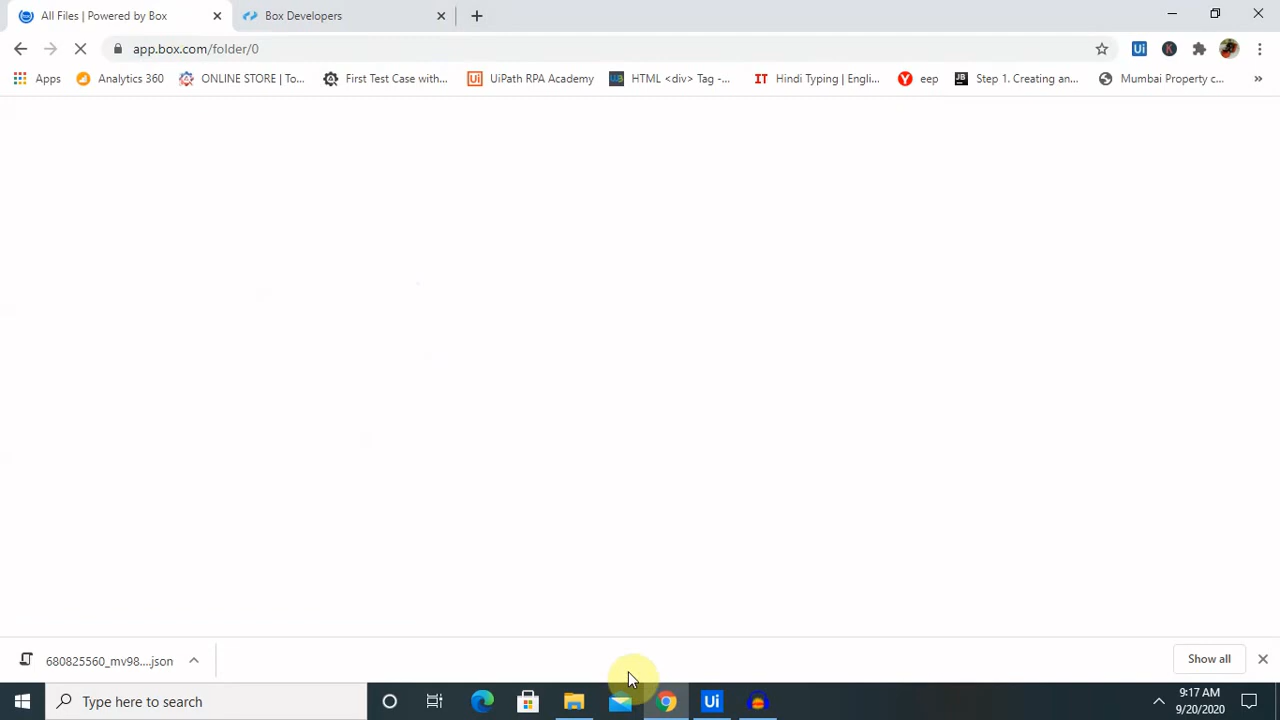 All Files | Powered by Box
Box Developers
app.box.com/folder/0
Apps
Analytics 360
ONLINE STORE | To...
First Test Case with...
UiPath RPA Academy
HTML <div> Tag -...
Hindi Typing | Engli...
eep
Step 1. Creating an...
Mumbai Property c...
680825560_mv98....json
Show all
Type here to search
9:17 AM
9/20/2020